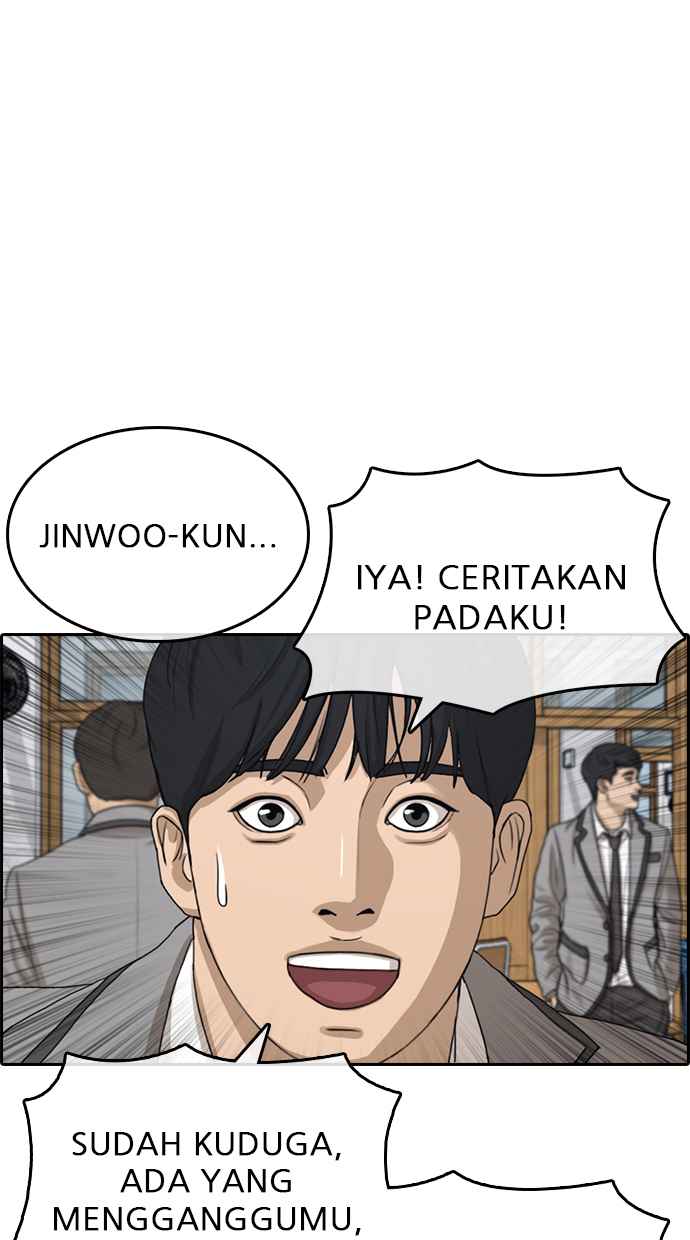 JINWOO-KUN...
IYA! CERITAKAN
PADAKU!
SUDAH KUDUGA,
ADA YANG
MENGGANGGUMU,